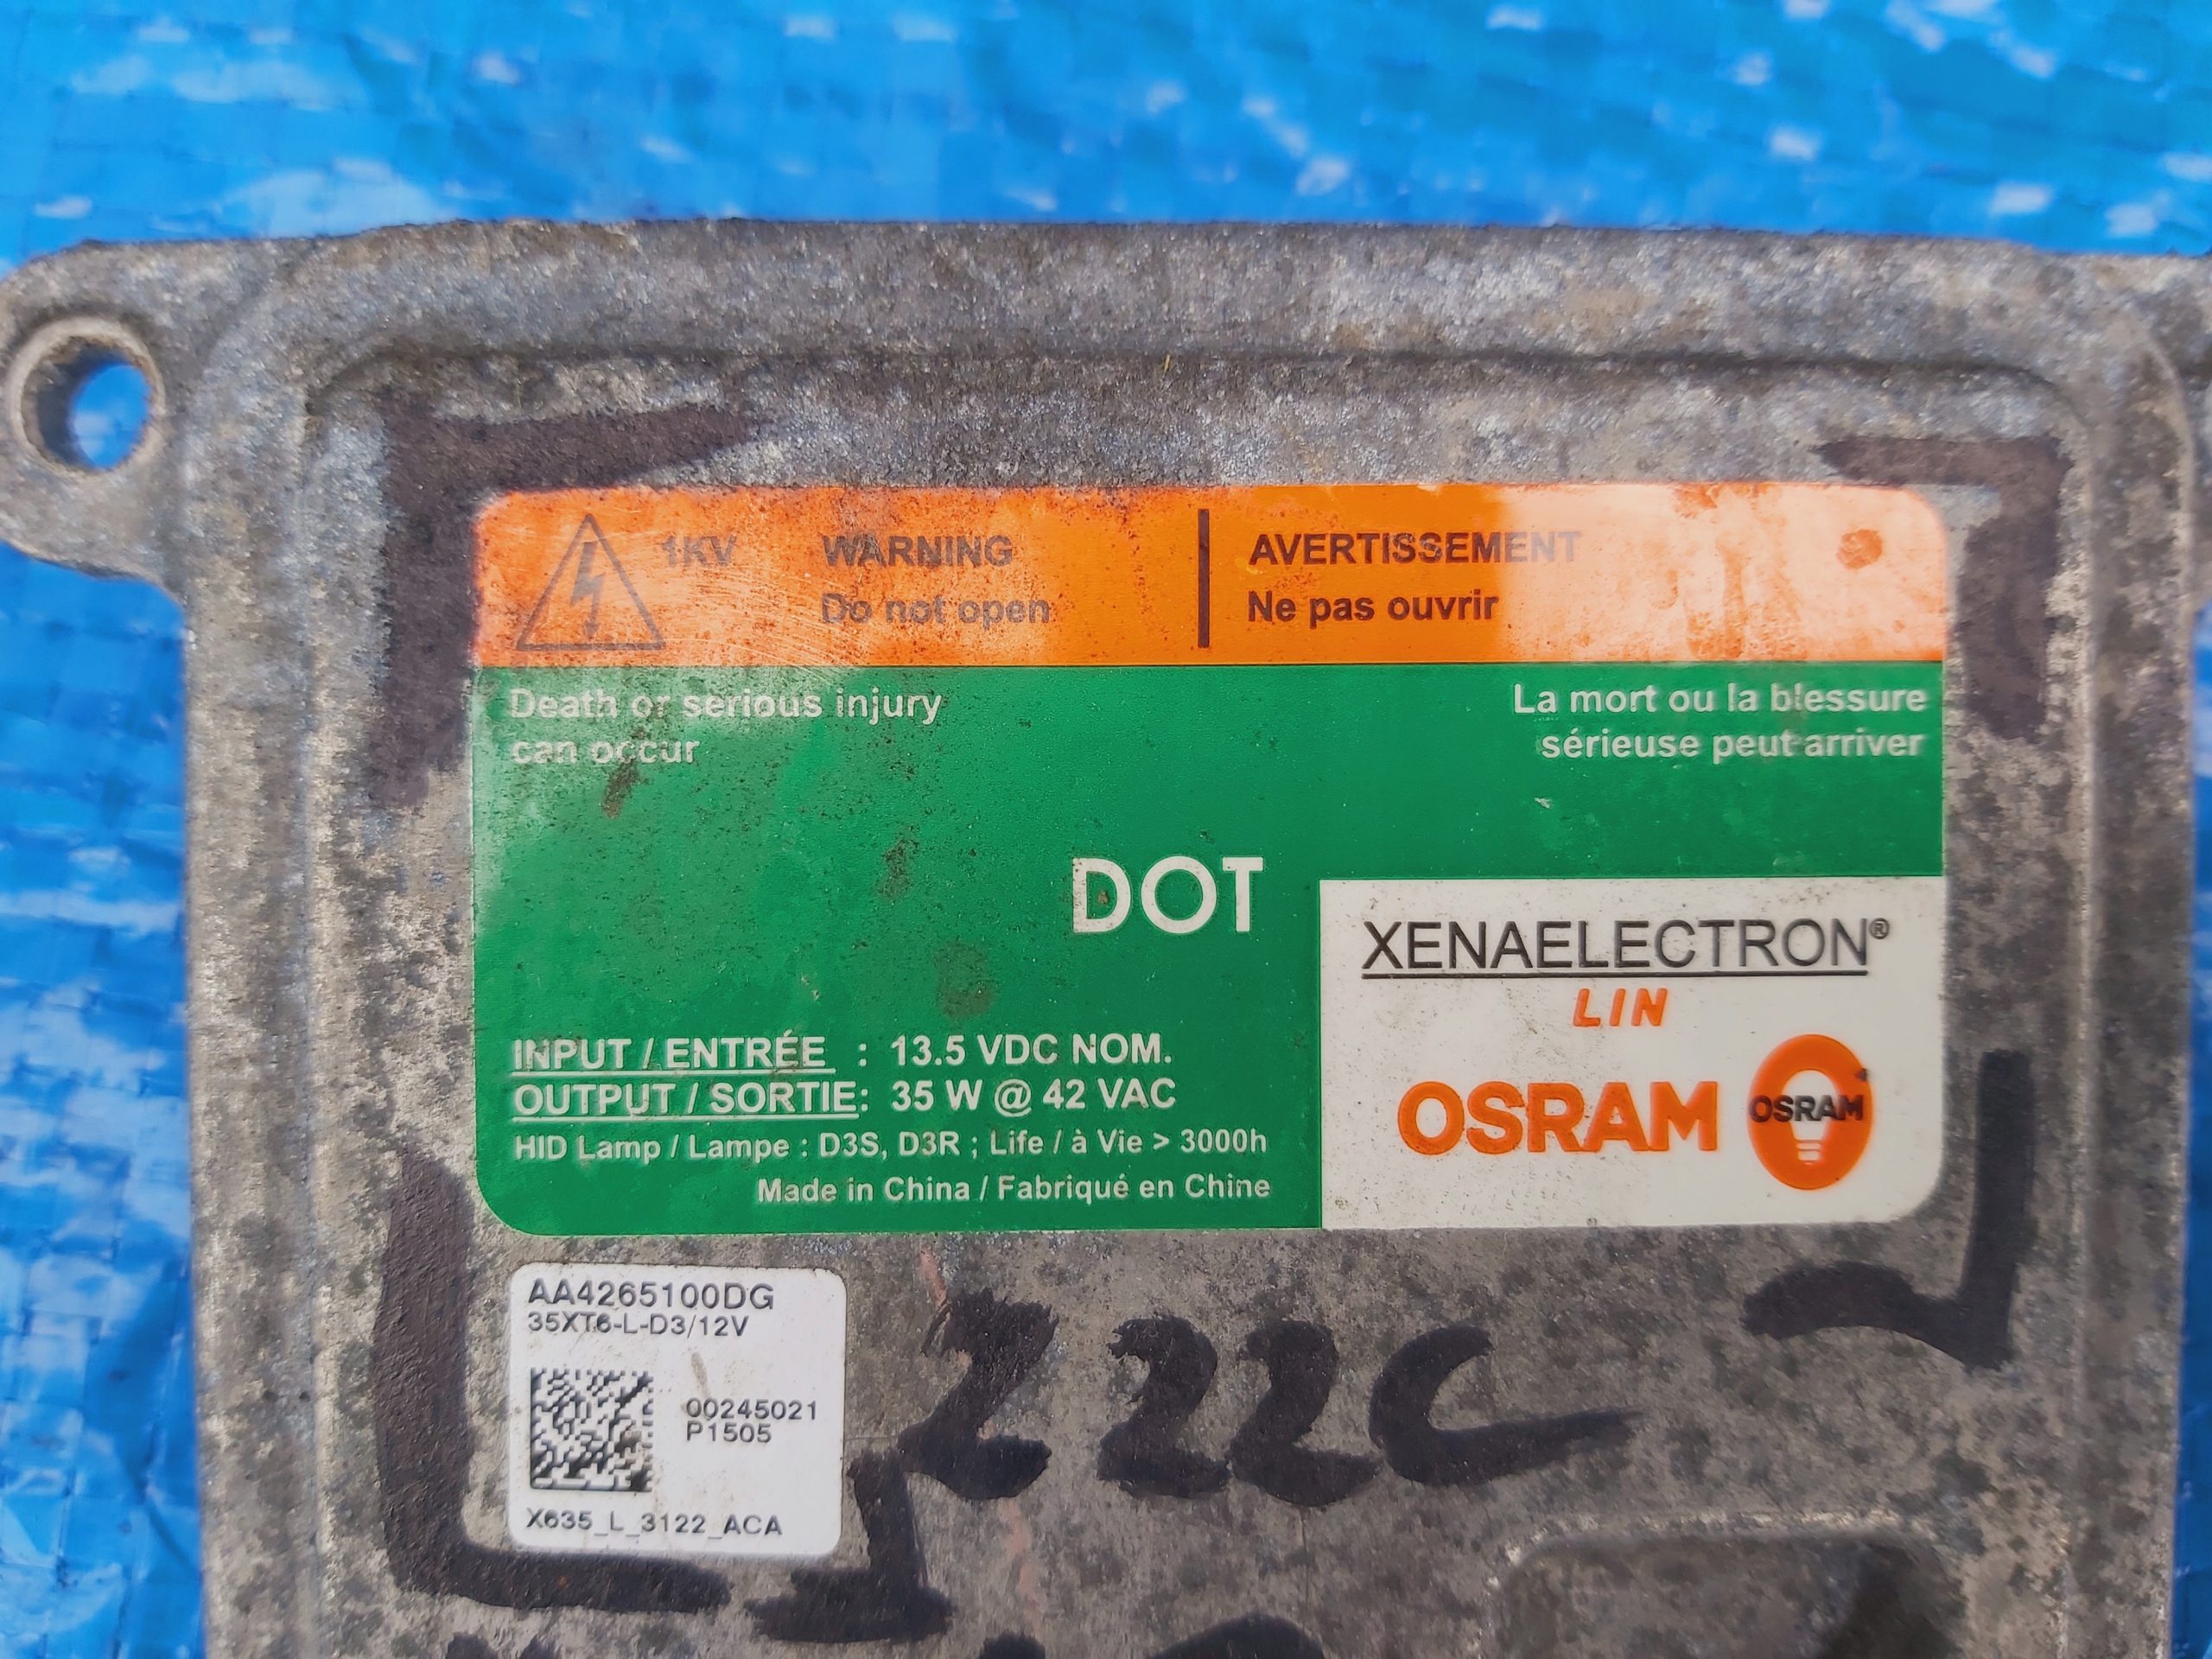 1KV WARNING
Do not open
AVERTISSEMENT
Ne pas ouvrir
Death or serious injury
can occur
La mort ou la blessure
sérieuse peut arriver
DOT
INPUT / ENTRÉE : 13.5 VDC NOM.
OUTPUT / SORTIE: 35 W @ 42 VAC
HID Lamp / Lampe : D3S, D3R ; Life / à Vie > 3000h
Made in China / Fabriqué en Chine
XENAELECTRON®
LIN
OSRAM
OSRAM
AA4265100DG
35XT6-L-D3/12V
00245021
P1505
X635_L_3122_ACA
222C